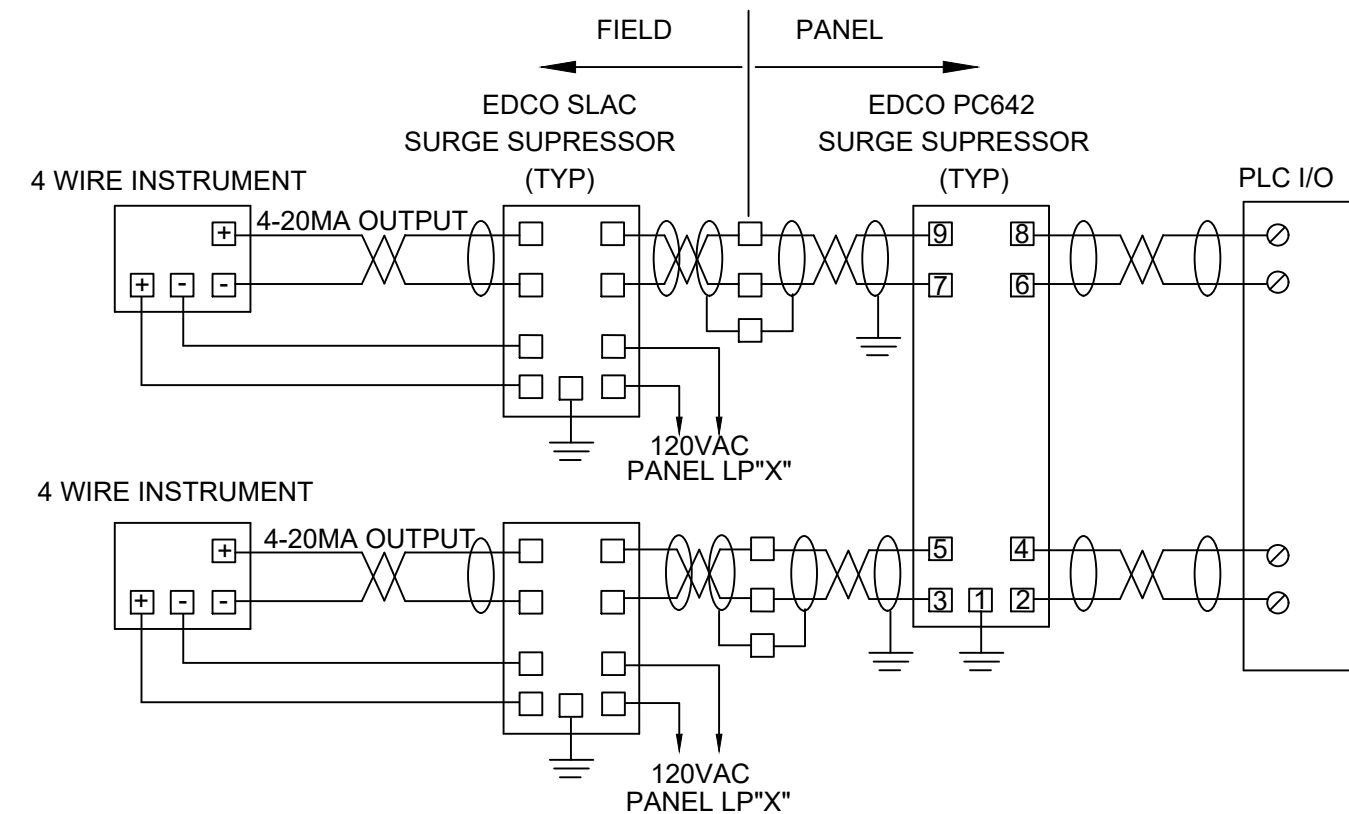 FIELD PANEL
EDCO SLAC
SURGE SUPRESSOR
(TYP)
EDCO PC642
SURGE SUPRESSOR
(TYP)
4 WIRE INSTRUMENT
PLC I/O
4-20MA OUTPUT
+
+ - -
9 8
7 6
120VAC
PANEL LP"X"
4 WIRE INSTRUMENT
4-20MA OUTPUT
+
+ - -
5 4
3 1 2
120VAC
PANEL LP"X"